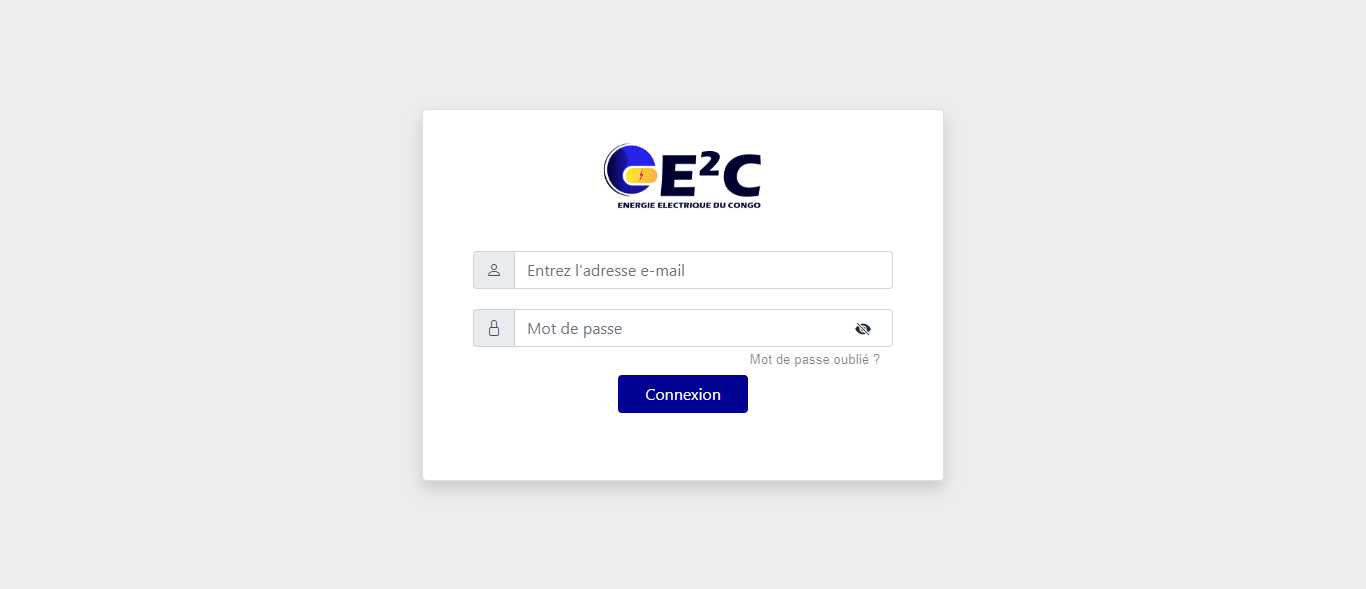 E²C
ENERGIE ELECTRIQUE DU CONGO
Entrez l'adresse e-mail
Mot de passe
Mot de passe oublié ?
Connexion